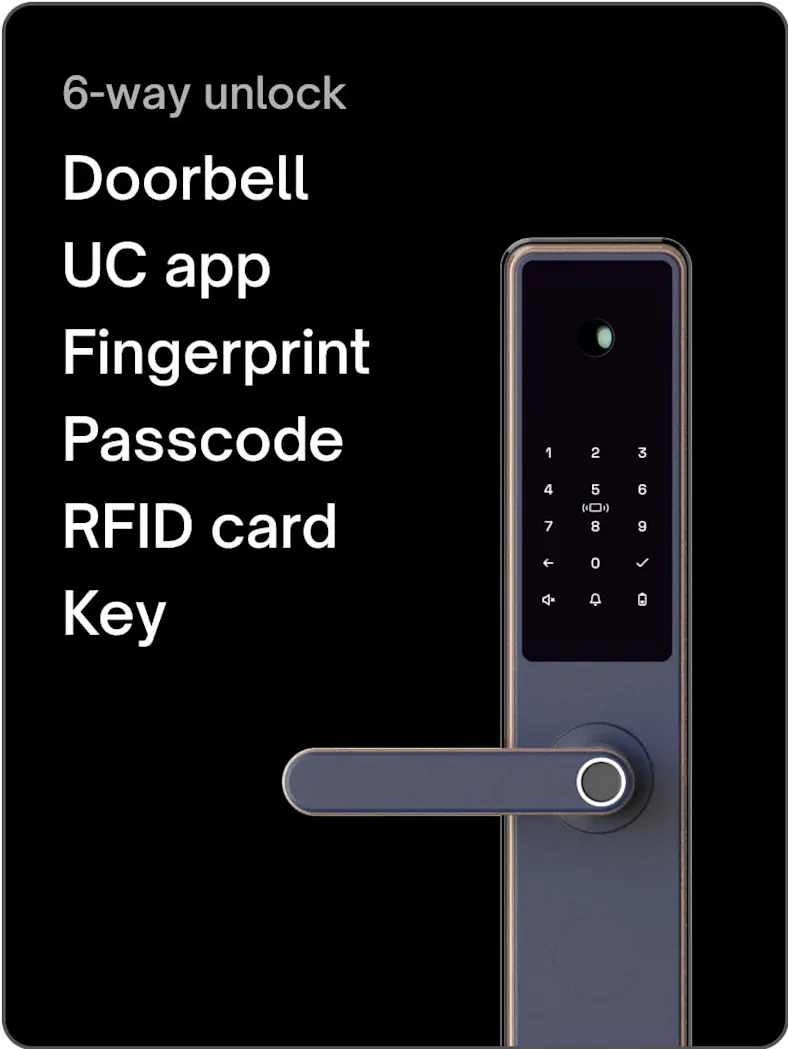 6-way unlock
Doorbell
UC app
Fingerprint
Passcode
RFID card
Key
1 2 3
4 5 6
7 8 9
0